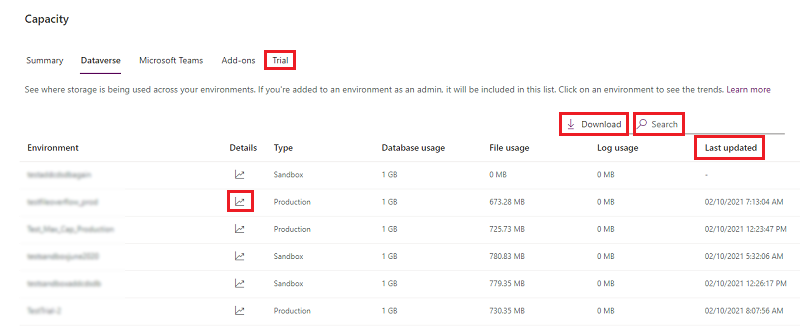 Capacity
Summary Dataverse Microsoft Teams Add-ons Trial
See where storage is being used across your environments. If you're added to an environment as an admin, it will be included in this list. Click on an environment to see the trends. Learn more
Download Search
Environment Details Type Database usage File usage Log usage Last updated
Sandbox 1 GB 0 MB 0 MB -
Production 1 GB 673.28 MB 0 MB 02/10/2021 7:13:04 AM
Production 1 GB 725.73 MB 0 MB 02/10/2021 12:23:47 PM
Sandbox 1 GB 780.83 MB 0 MB 02/10/2021 5:32:06 AM
Sandbox 1 GB 779.35 MB 0 MB 02/10/2021 12:26:17 PM
Production 1 GB 730.35 MB 0 MB 02/10/2021 8:07:56 AM